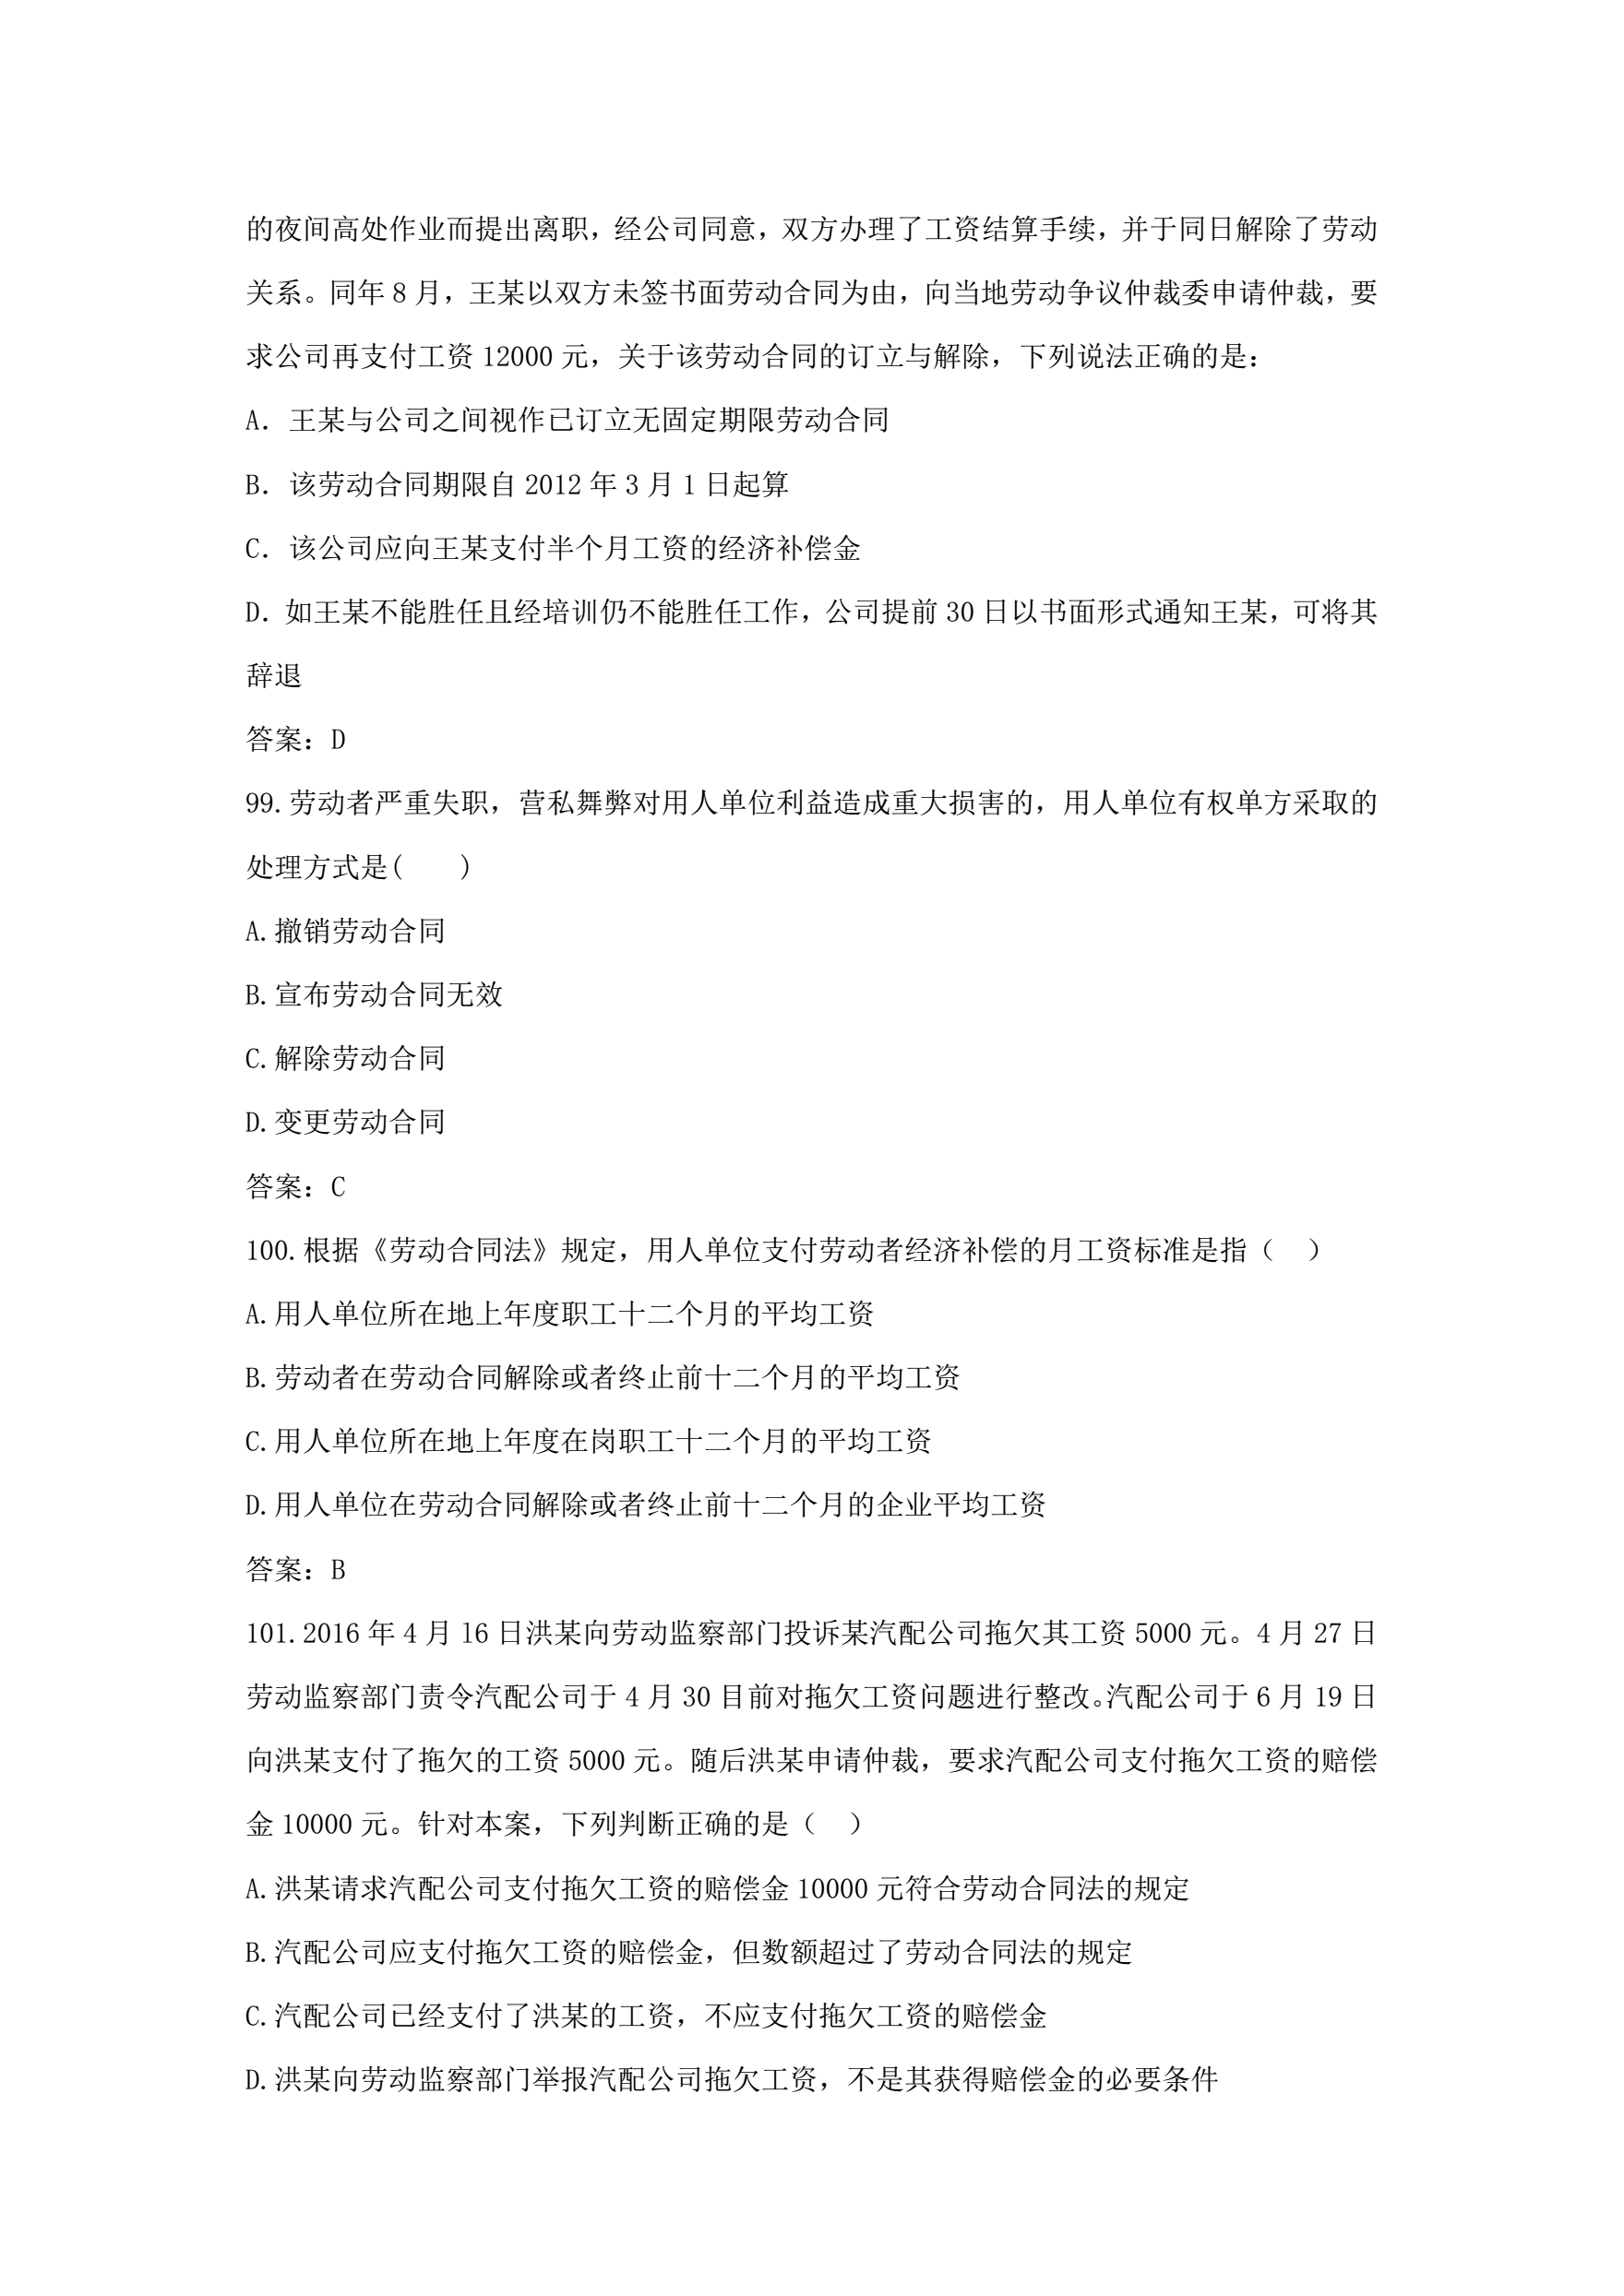 的夜间高处作业而提出离职，经公司同意，双方办理了工资结算手续，并于同日解除了劳动
关系。同年 8 月，王某以双方未签书面劳动合同为由，向当地劳动争议仲裁委申请仲裁，要
求公司再支付工资 12000 元，关于该劳动合同的订立与解除，下列说法正确的是：
A．王某与公司之间视作已订立无固定期限劳动合同
B．该劳动合同期限自 2012 年 3 月 1 日起算
C．该公司应向王某支付半个月工资的经济补偿金
D．如王某不能胜任且经培训仍不能胜任工作，公司提前 30 日以书面形式通知王某，可将其
辞退
答案：D
99.劳动者严重失职，营私舞弊对用人单位利益造成重大损害的，用人单位有权单方采取的
处理方式是(　　)
A.撤销劳动合同
B.宣布劳动合同无效
C.解除劳动合同
D.变更劳动合同
答案：C
100.根据《劳动合同法》规定，用人单位支付劳动者经济补偿的月工资标准是指（　）
A.用人单位所在地上年度职工十二个月的平均工资
B.劳动者在劳动合同解除或者终止前十二个月的平均工资
C.用人单位所在地上年度在岗职工十二个月的平均工资
D.用人单位在劳动合同解除或者终止前十二个月的企业平均工资
答案：B
101.2016 年 4 月 16 日洪某向劳动监察部门投诉某汽配公司拖欠其工资 5000 元。4 月 27 日
劳动监察部门责令汽配公司于 4 月 30 目前对拖欠工资问题进行整改。汽配公司于 6 月 19 日
向洪某支付了拖欠的工资 5000 元。随后洪某申请仲裁，要求汽配公司支付拖欠工资的赔偿
金 10000 元。针对本案，下列判断正确的是（　）
A.洪某请求汽配公司支付拖欠工资的赔偿金 10000 元符合劳动合同法的规定
B.汽配公司应支付拖欠工资的赔偿金，但数额超过了劳动合同法的规定
C.汽配公司已经支付了洪某的工资，不应支付拖欠工资的赔偿金
D.洪某向劳动监察部门举报汽配公司拖欠工资，不是其获得赔偿金的必要条件